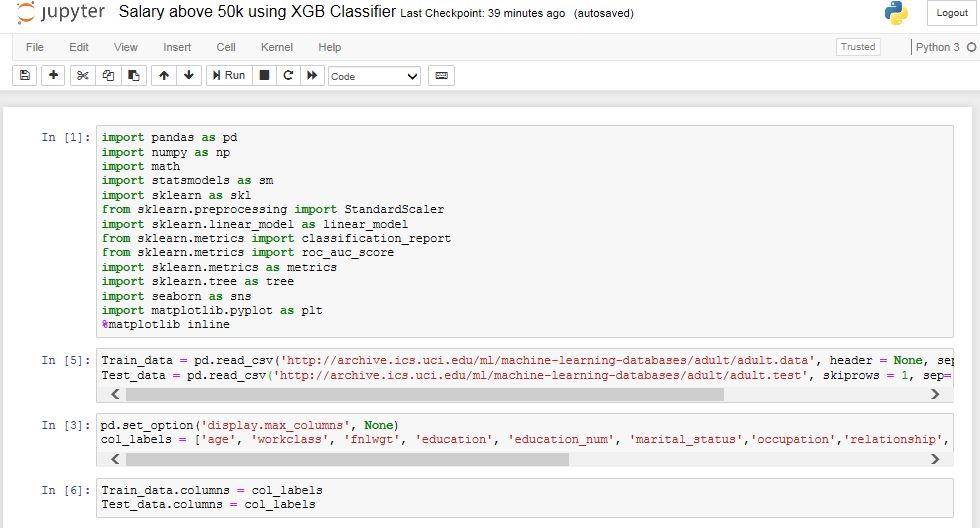 jupyter Salary above 50k using XGB Classifier Last Checkpoint: 39 minutes ago (autosaved) Logout
File Edit View Insert Cell Kernel Help Trusted Python 3
Run Code
In [1]: import pandas as pd
import numpy as np
import math
import statsmodels as sm
import sklearn as skl
from sklearn.preprocessing import StandardScaler
import sklearn.linear_model as linear_model
from sklearn.metrics import classification_report
from sklearn.metrics import roc_auc_score
import sklearn.metrics as metrics
import sklearn.tree as tree
import seaborn as sns
import matplotlib.pyplot as plt
%matplotlib inline
In [5]: Train_data = pd.read_csv('http://archive.ics.uci.edu/ml/machine-learning-databases/adult/adult.data', header = None, sep
Test_data = pd.read_csv('http://archive.ics.uci.edu/ml/machine-learning-databases/adult/adult.test', skiprows = 1, sep=
In [3]: pd.set_option('display.max_columns', None)
col_labels = ['age', 'workclass', 'fnlwgt', 'education', 'education_num', 'marital_status','occupation','relationship',
In [6]: Train_data.columns = col_labels
Test_data.columns = col_labels